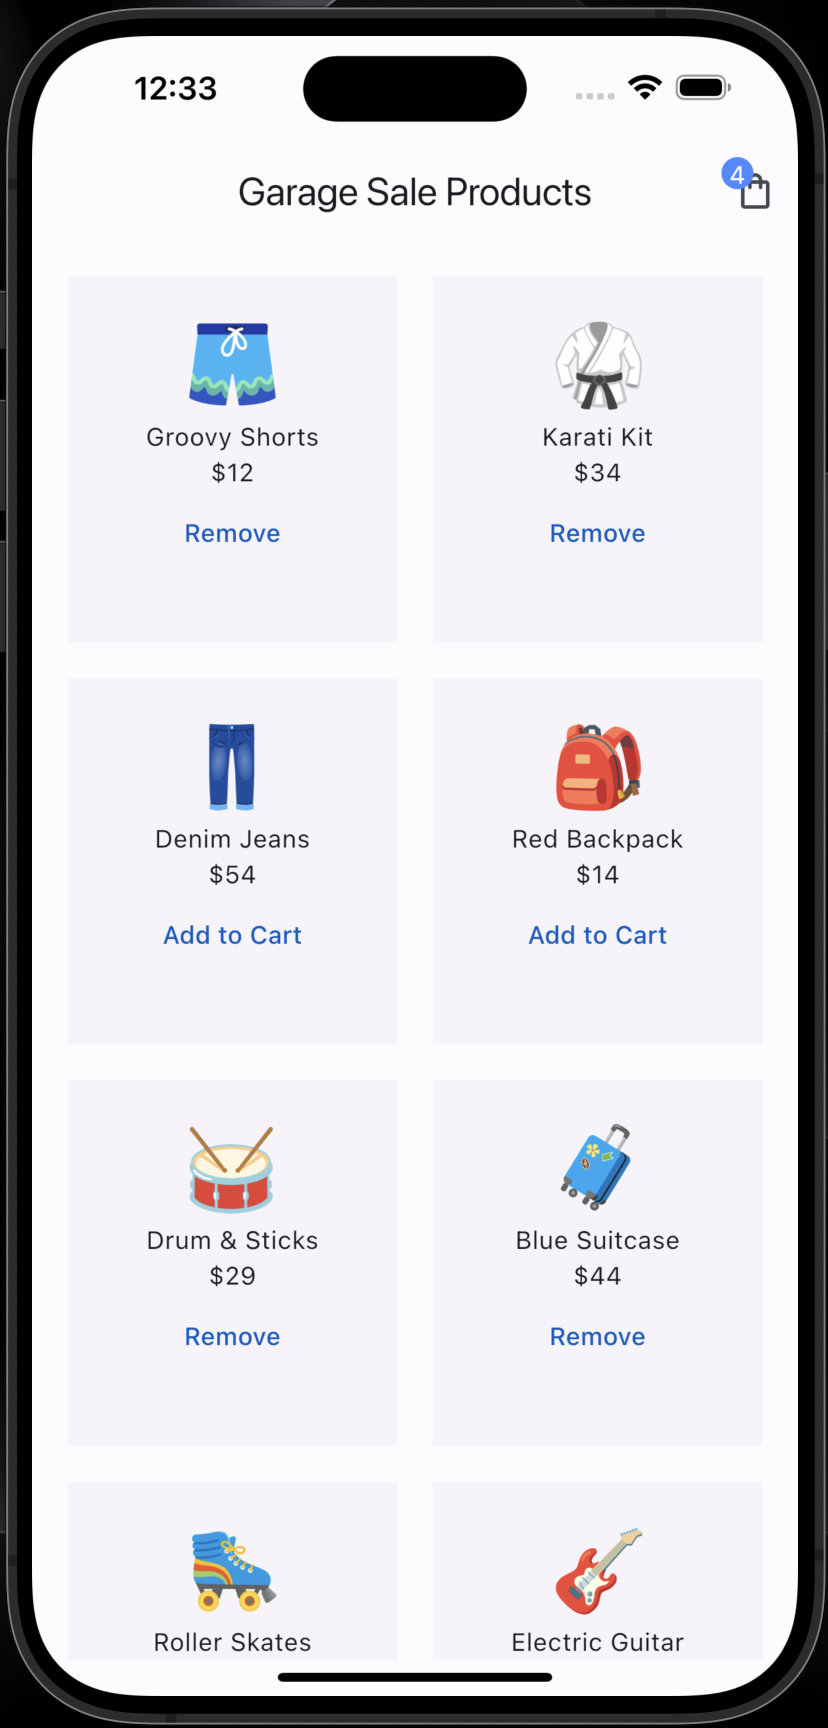 12:33
Garage Sale Products
4
Groovy Shorts
$12
Remove
Karati Kit
$34
Remove
Denim Jeans
$54
Add to Cart
Red Backpack
$14
Add to Cart
Drum & Sticks
$29
Remove
Blue Suitcase
$44
Remove
Roller Skates
Electric Guitar